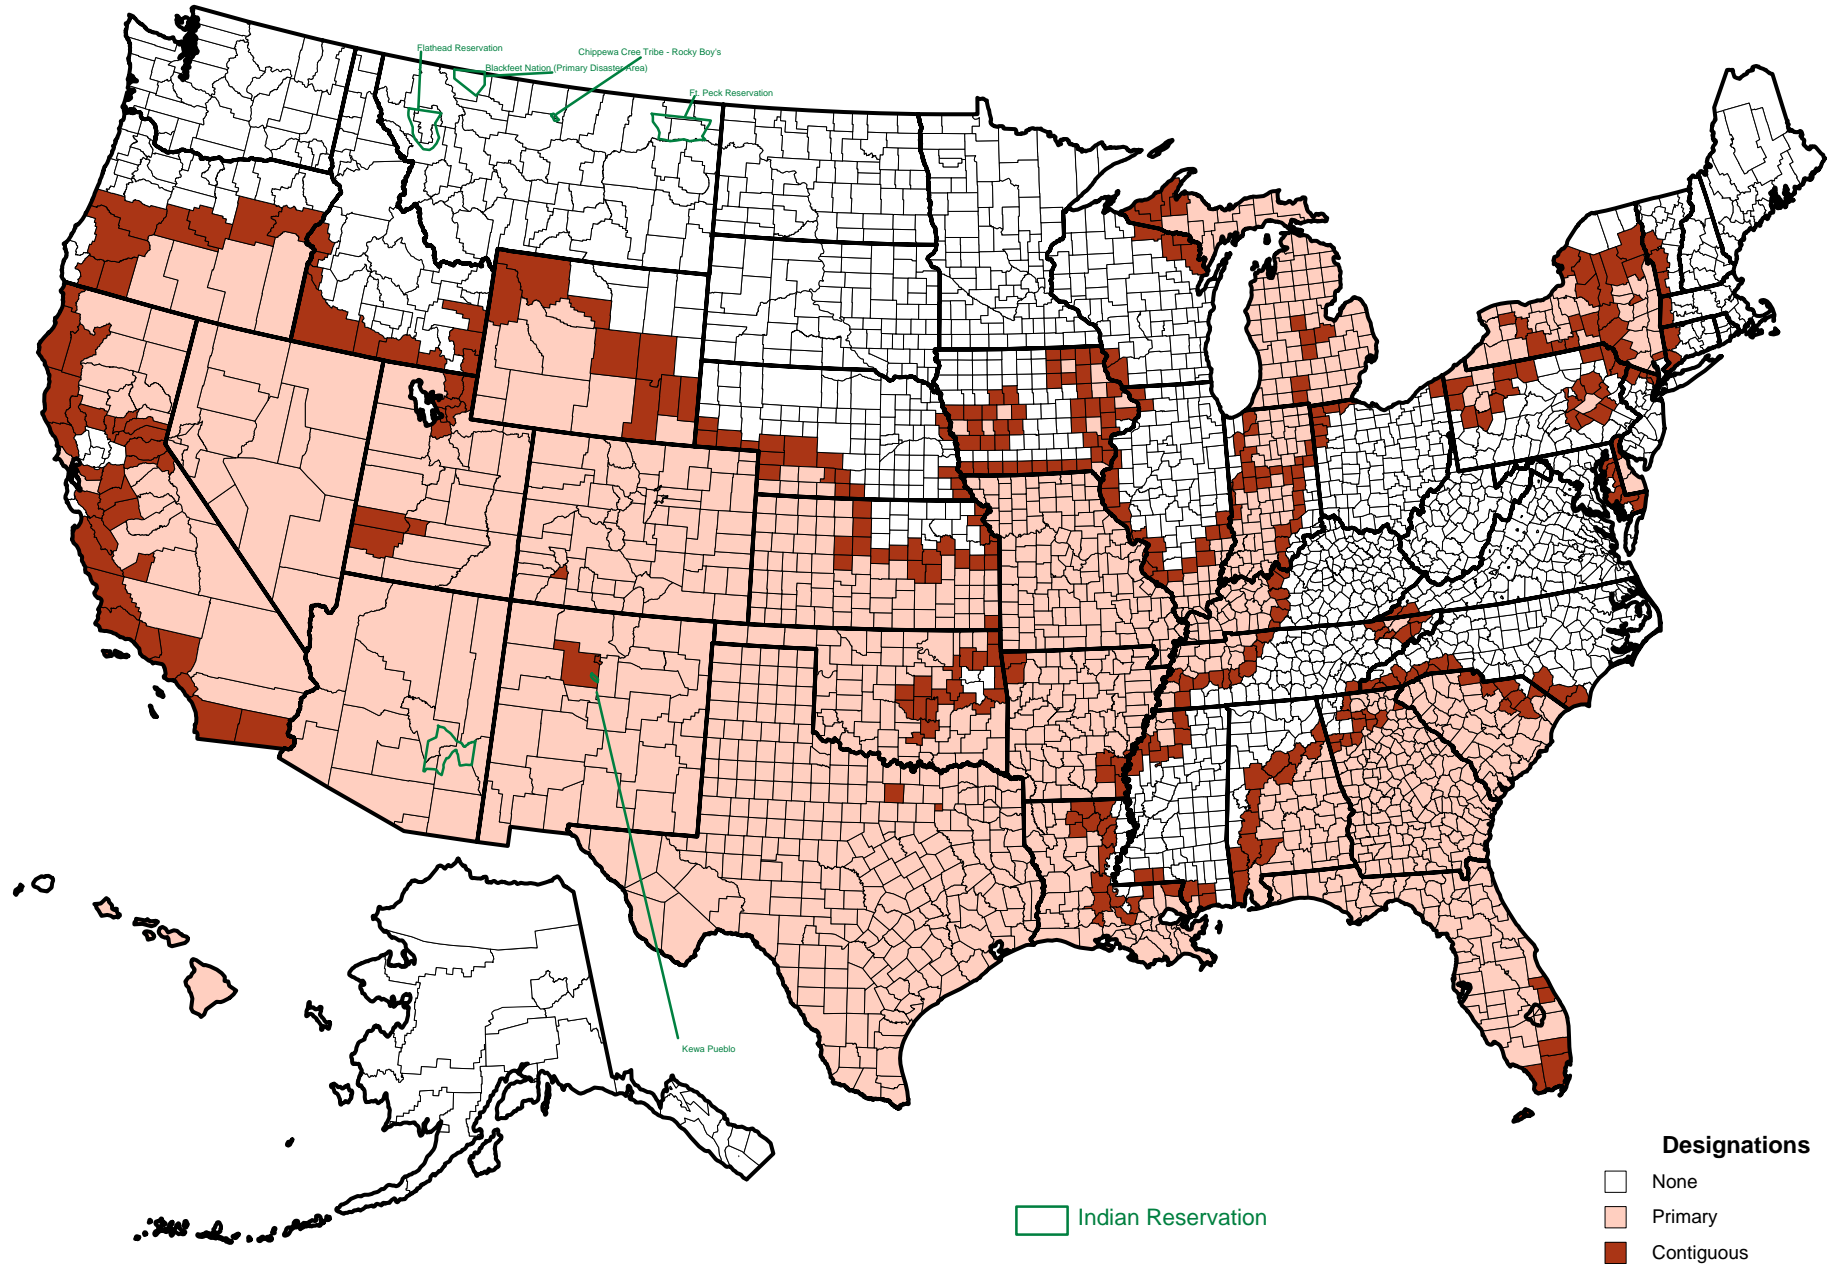 Flathead Reservation
Chippewa Cree Tribe - Rocky Boy's
Blackfeet Nation (Primary Disaster Area)
Ft. Peck Reservation
Kewa Pueblo
Designations
None
Primary
Contiguous
Indian Reservation